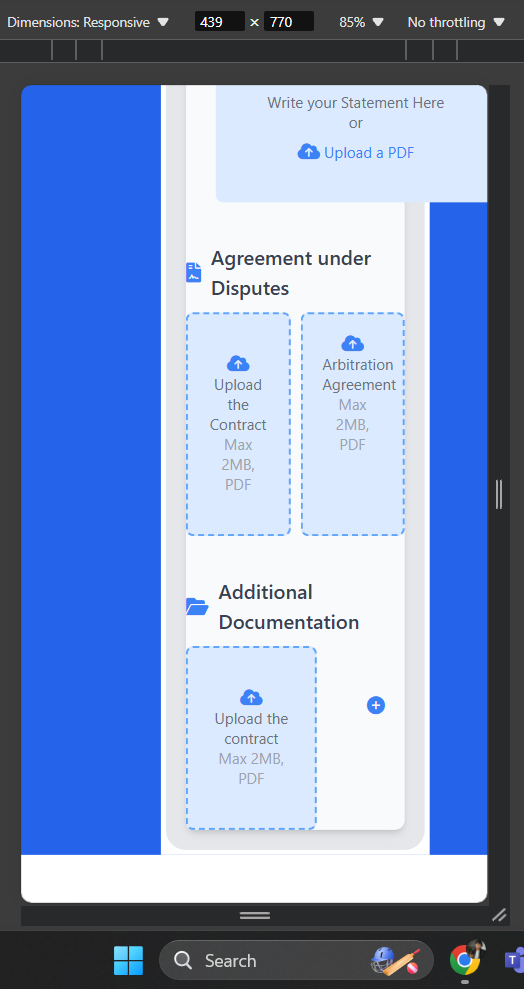 Dimensions: Responsive ▼ 439 x 770 85% ▼ No throttling ▼
Write your Statement Here
or
Upload a PDF
Agreement under
Disputes
Upload
the
Contract
Max
2MB,
PDF
Arbitration
Agreement
Max
2MB,
PDF
Additional
Documentation
Upload the
contract
Max 2MB,
PDF
Search
T